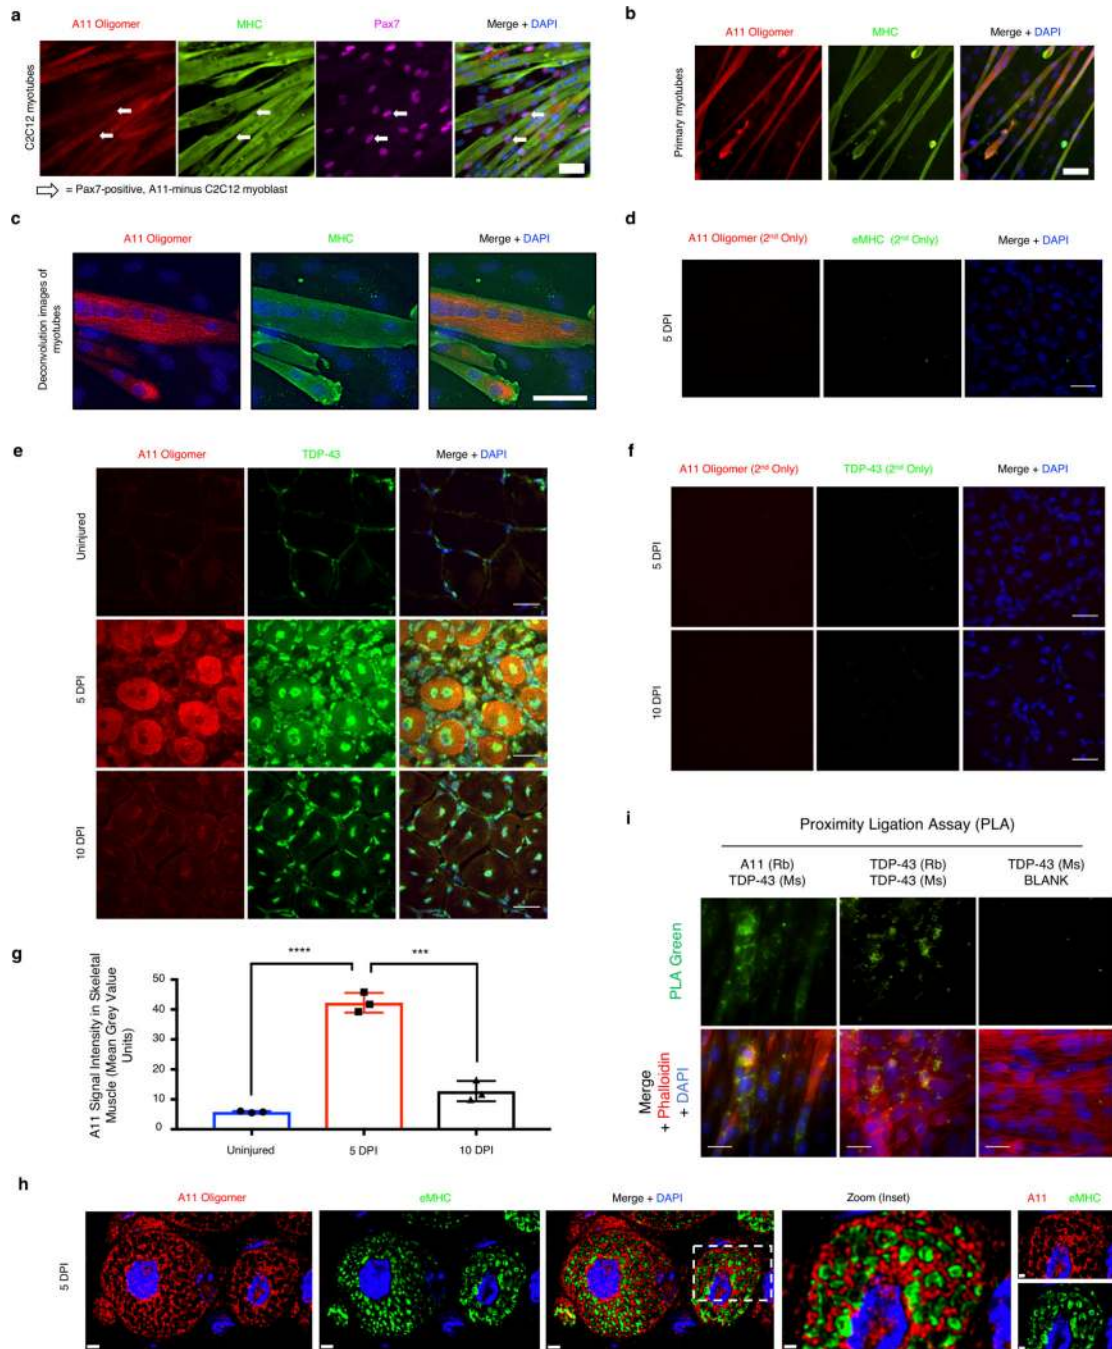 a
A11 Oligomer MHC Pax7 Merge + DAPI
C2C12 myotubes
= Pax7-positive, A11-minus C2C12 myoblast
b
A11 Oligomer MHC Merge + DAPI
Primary myotubes
c
A11 Oligomer MHC Merge + DAPI
Deconvolution images of
myotubes
d
A11 Oligomer (2nd Only) eMHC (2nd Only) Merge + DAPI
5 DPI
e
A11 Oligomer TDP-43 Merge + DAPI
Uninjured
5 DPI
10 DPI
f
A11 Oligomer (2nd Only) TDP-43 (2nd Only) Merge + DAPI
5 DPI
10 DPI
g
A11 Signal Intensity in Skeletal
Muscle (Mean Grey Value
Units)
**** ***
50
40
30
20
10
0
Uninjured 5 DPI 10 DPI
i
Proximity Ligation Assay (PLA)
A11 (Rb) TDP-43 (Rb) TDP-43 (Ms)
TDP-43 (Ms) TDP-43 (Ms) BLANK
PLA Green
Merge
+ Phalloidin
+ DAPI
h
A11 Oligomer eMHC Merge + DAPI Zoom (Inset) A11 eMHC
5 DPI